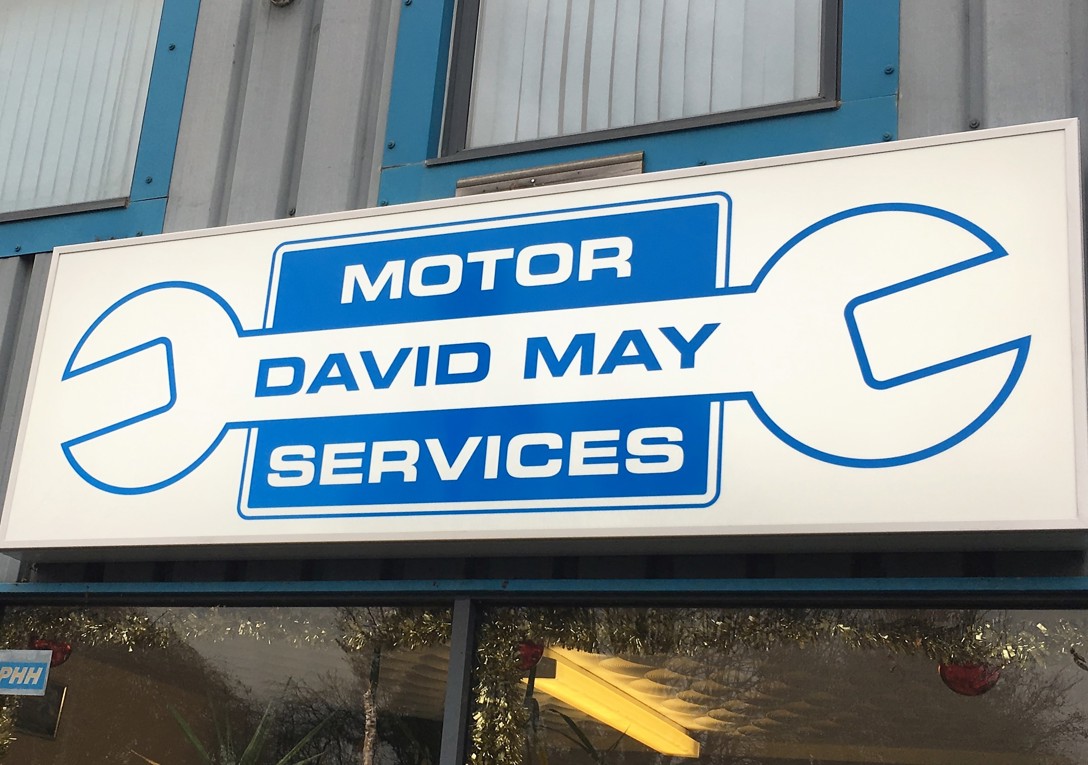 MOTOR
DAVID MAY
SERVICES
PHH